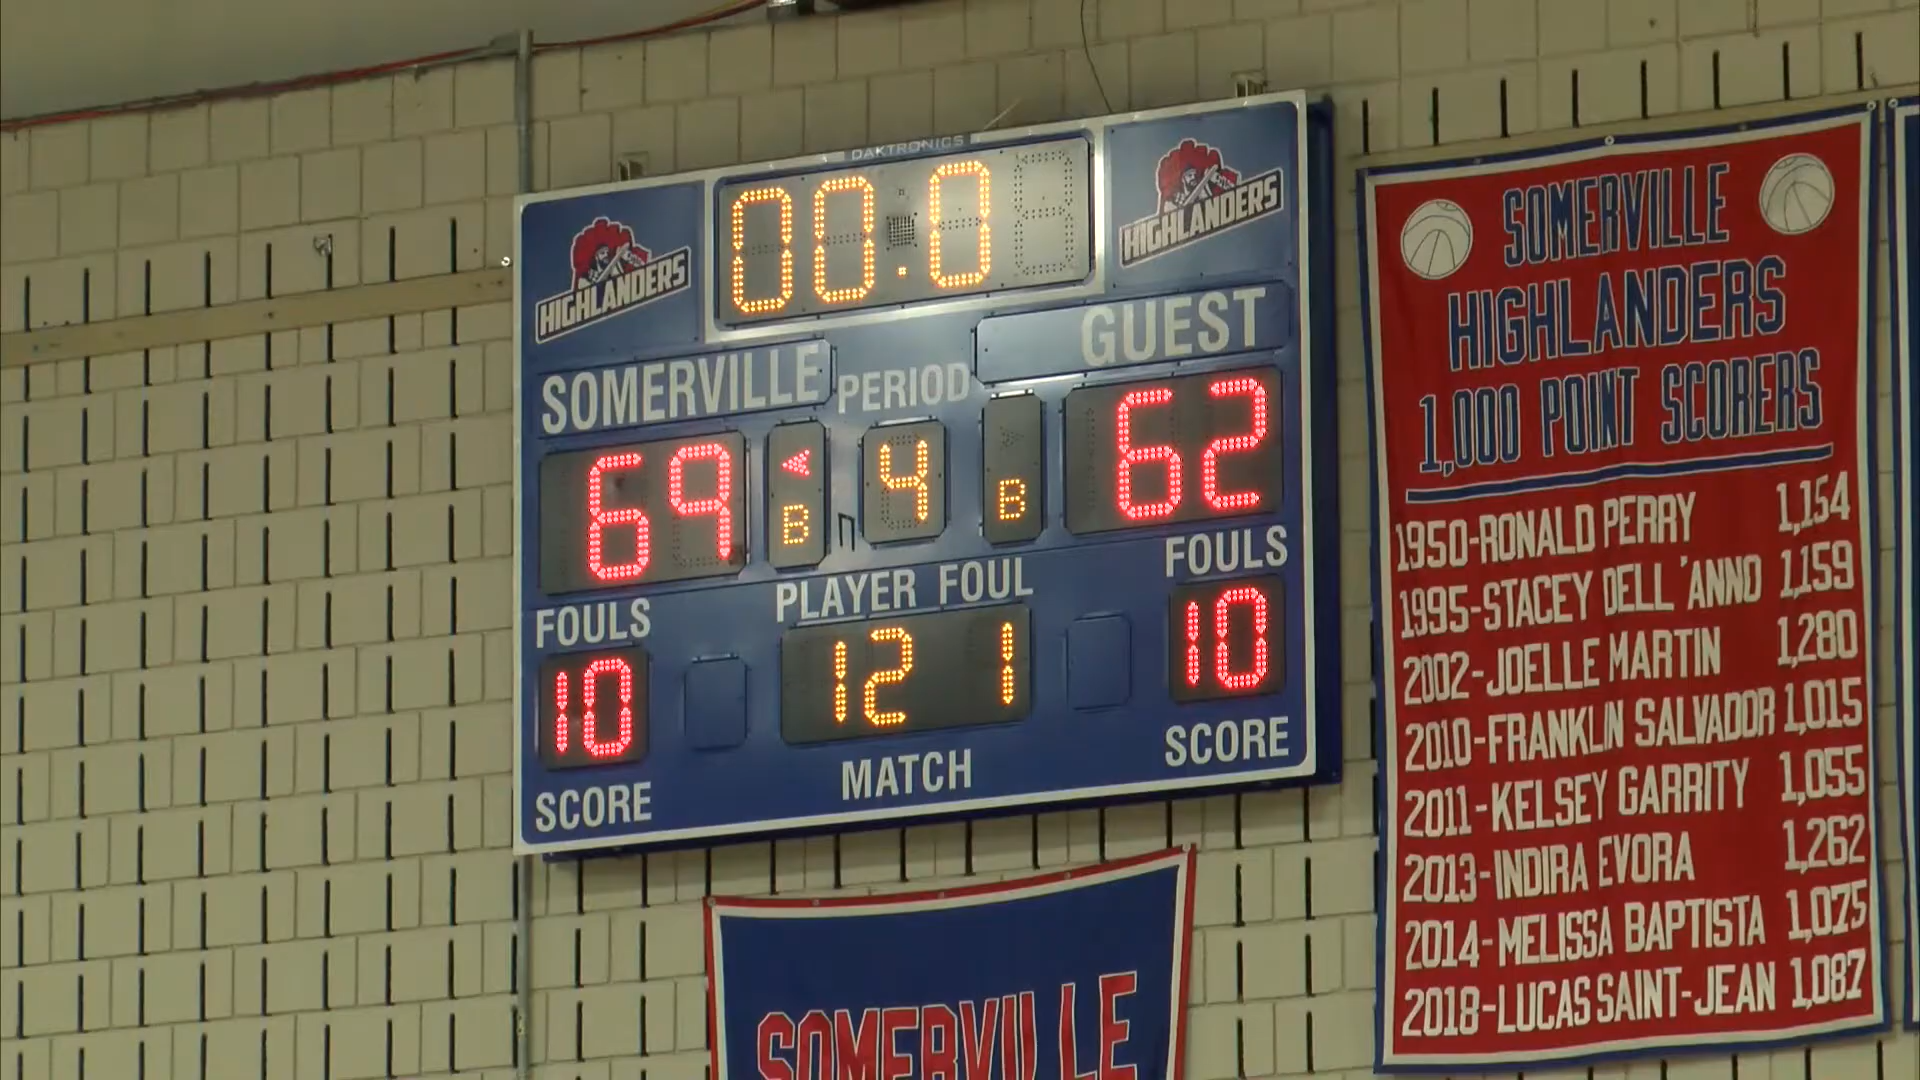 DAKTRONICS
00.0
HIGHLANDERS
HIGHLANDERS
SOMERVILLE PERIOD GUEST
69 B 4 B 62
FOULS PLAYER FOUL FOULS
10 12 1 10
SCORE MATCH SCORE
SOMERVILLE
HIGHLANDERS
1,000 POINT SCORERS
1950-RONALD PERRY 1,154
1995-STACEY DELL 'ANNO 1,159
2002-JOELLE MARTIN 1,280
2010-FRANKLIN SALVADOR 1,015
2011-KELSEY GARRITY 1,055
2013-INDIRA EVORA 1,262
2014-MELISSA BAPTISTA 1,075
2018-LUCAS SAINT-JEAN 1,087
SOMERVILLE